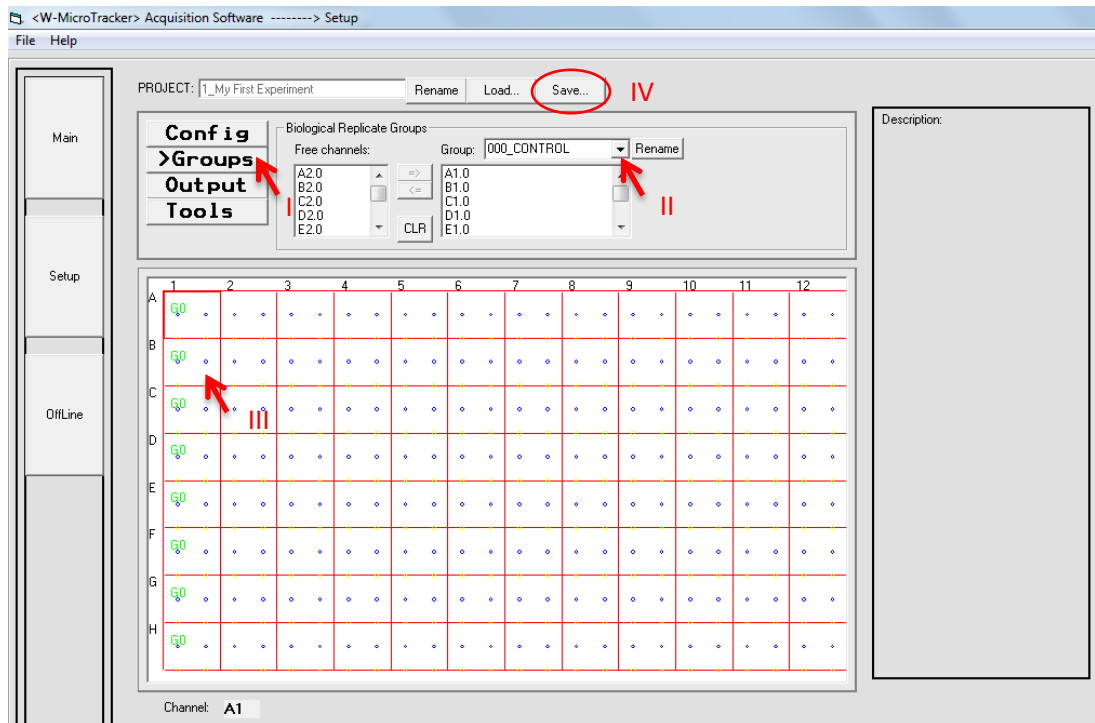 <W-MicroTracker> Acquisition Software --------> Setup
File Help
PROJECT: 1_My First Experiment Rename Load... Save... IV
Main
Setup
OffLine
Config
>Groups
Output
Tools
I
Biological Replicate Groups
Free channels: Group: 000_CONTROL Rename
A2.0 => A1.0
B2.0 <= B1.0
C2.0 C1.0
D2.0 D1.0
E2.0 CLR E1.0
II
Description:
1 2 3 4 5 6 7 8 9 10 11 12
A G0
B G0
C G0
III
D G0
E G0
F G0
G G0
H G0
Channel: A1